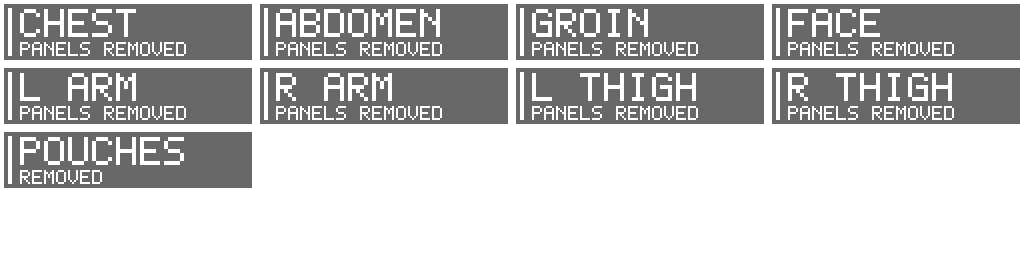 CHEST
PANELS REMOVED
ABDOMEN
PANELS REMOVED
GROIN
PANELS REMOVED
FACE
PANELS REMOVED
L ARM
PANELS REMOVED
R ARM
PANELS REMOVED
L THIGH
PANELS REMOVED
R THIGH
PANELS REMOVED
POUCHES
REMOVED